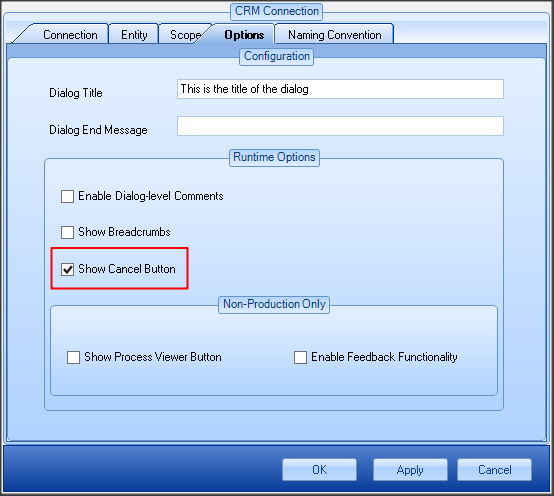 CRM Connection
Connection Entity Scope Options Naming Convention
Configuration
Dialog Title This is the title of the dialog
Dialog End Message
Runtime Options
Enable Dialog-level Comments
Show Breadcrumbs
Show Cancel Button
Non-Production Only
Show Process Viewer Button Enable Feedback Functionality
OK Apply Cancel